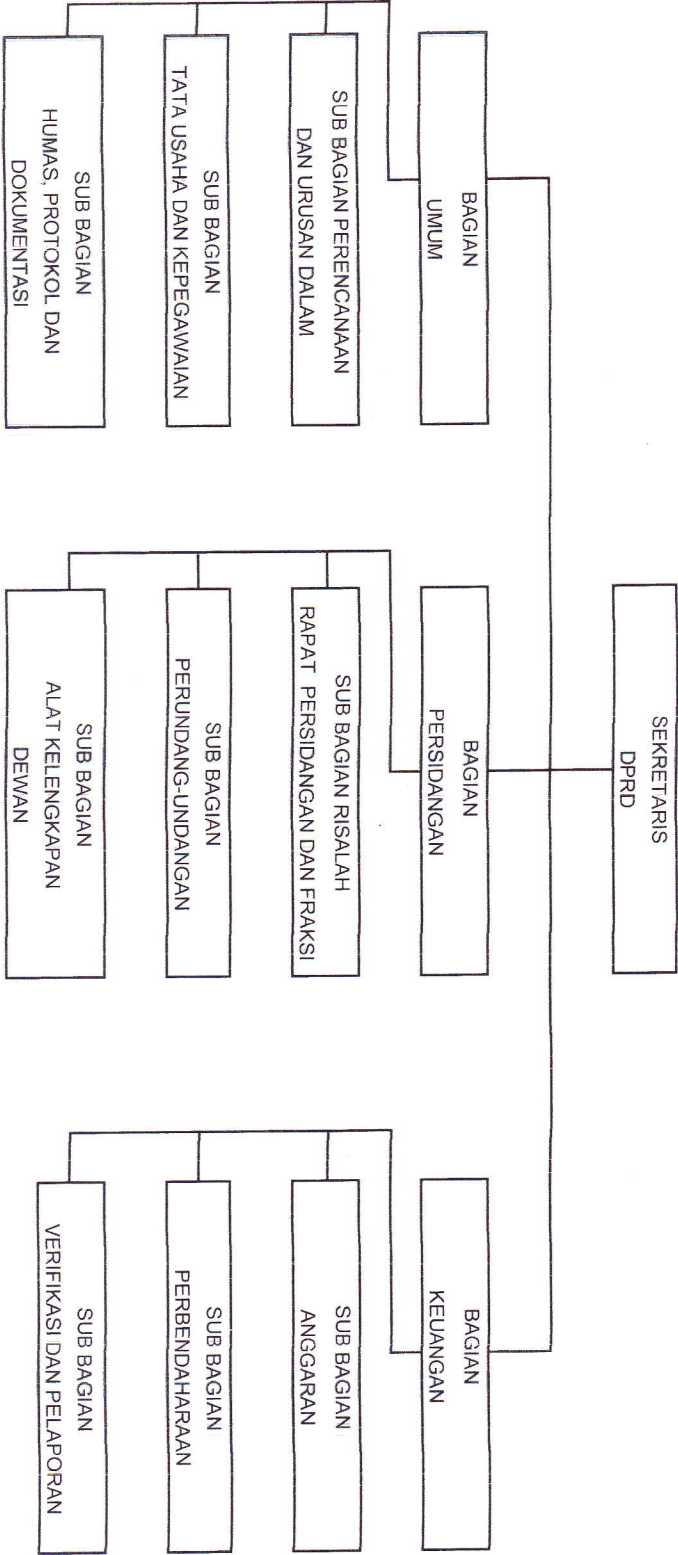 SEKRETARIS
DPRD
BAGIAN
UMUM
SUB BAGIAN PERENCANAAN
DAN URUSAN DALAM
SUB BAGIAN
TATA USAHA DAN KEPEGAWAIAN
SUB BAGIAN
HUMAS, PROTOKOL DAN
DOKUMENTASI
BAGIAN
PERSIDANGAN
SUB BAGIAN RISALAH
RAPAT PERSIDANGAN DAN FRAKSI
SUB BAGIAN
PERUNDANG-UNDANGAN
SUB BAGIAN
ALAT KELENGKAPAN
DEWAN
BAGIAN
KEUANGAN
SUB BAGIAN
ANGGARAN
SUB BAGIAN
PERBENDAHARAAN
SUB BAGIAN
VERIFIKASI DAN PELAPORAN